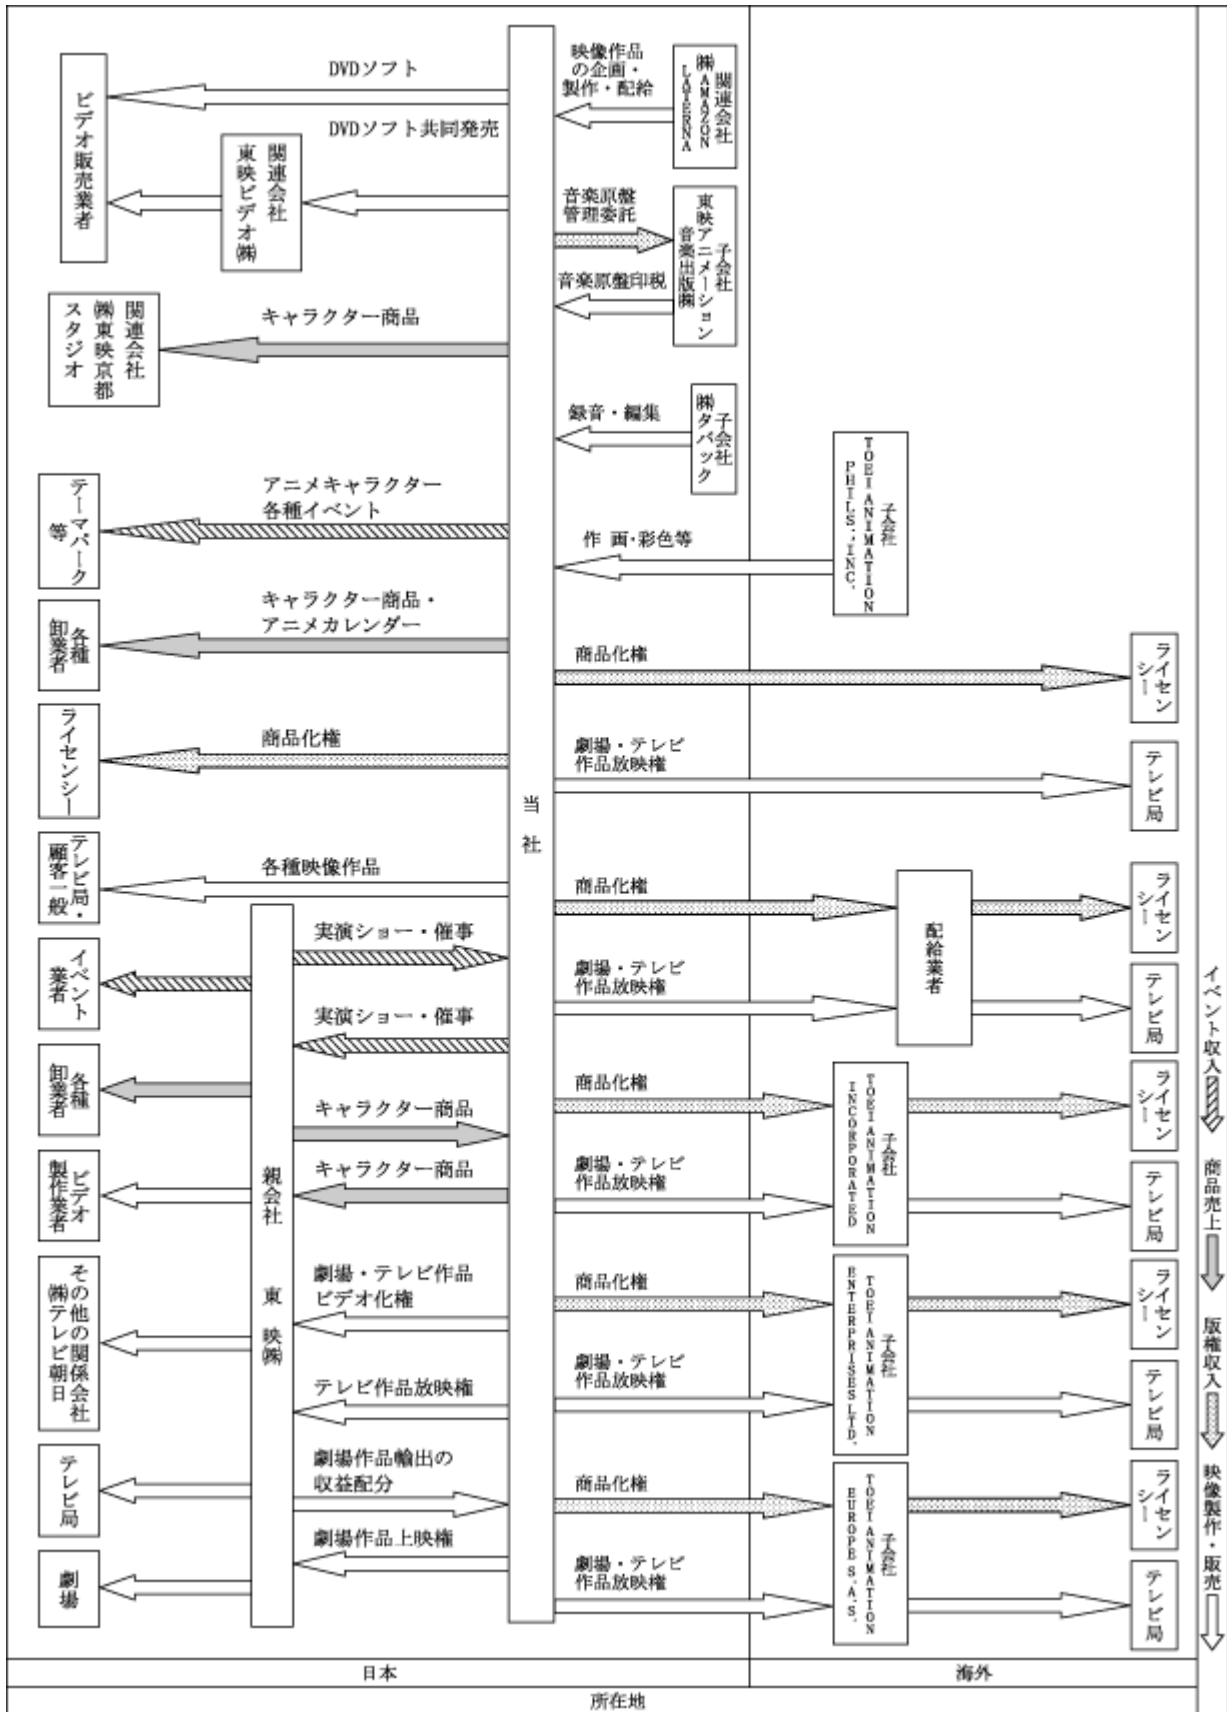 ビデオ販売業者
DVDソフト
DVDソフト共同発売
関連会社
東映ビデオ㈱
関連会社
㈱東映京都
スタジオ
キャラクター商品
テーマパーク
等
アニメキャラクター
各種イベント
各種
卸業者
キャラクター商品・
アニメカレンダー
ライセンシー
商品化権
テレビ局・
顧客一般
各種映像作品
イベント
業者
各種
卸業者
ビデオ
製作業者
その他の関係会社
㈱テレビ朝日
テレビ局
劇場
親会社 東映㈱
実演ショー・催事
実演ショー・催事
キャラクター商品
キャラクター商品
劇場・テレビ作品
ビデオ化権
テレビ作品放映権
劇場作品輸出の
収益配分
劇場作品上映権
当社
映像作品
の企画・
製作・配給
関連会社
㈱AMAZON
LATERNA
音楽原盤
管理委託
音楽原盤印税
子会社
東映アニメーション
音楽出版㈱
録音・編集
子会社
㈱タバック
作 画・彩色等
子会社
TOEI ANIMATION
PHILS.,INC.
商品化権
ライセン
シー
劇場・テレビ
作品放映権
テレビ局
商品化権
劇場・テレビ
作品放映権
配給業者
ライセン
シー
テレビ局
商品化権
劇場・テレビ
作品放映権
子会社
TOEI ANIMATION
INCORPORATED
ライセン
シー
テレビ局
商品化権
劇場・テレビ
作品放映権
子会社
TOEI ANIMATION
ENTERPRISES LTD.
ライセン
シー
テレビ局
商品化権
劇場・テレビ
作品放映権
子会社
TOEI ANIMATION
EUROPE S.A.S.
ライセン
シー
テレビ局
イベント収入
商品売上
版権収入
映像製作・販売
日本
海外
所在地